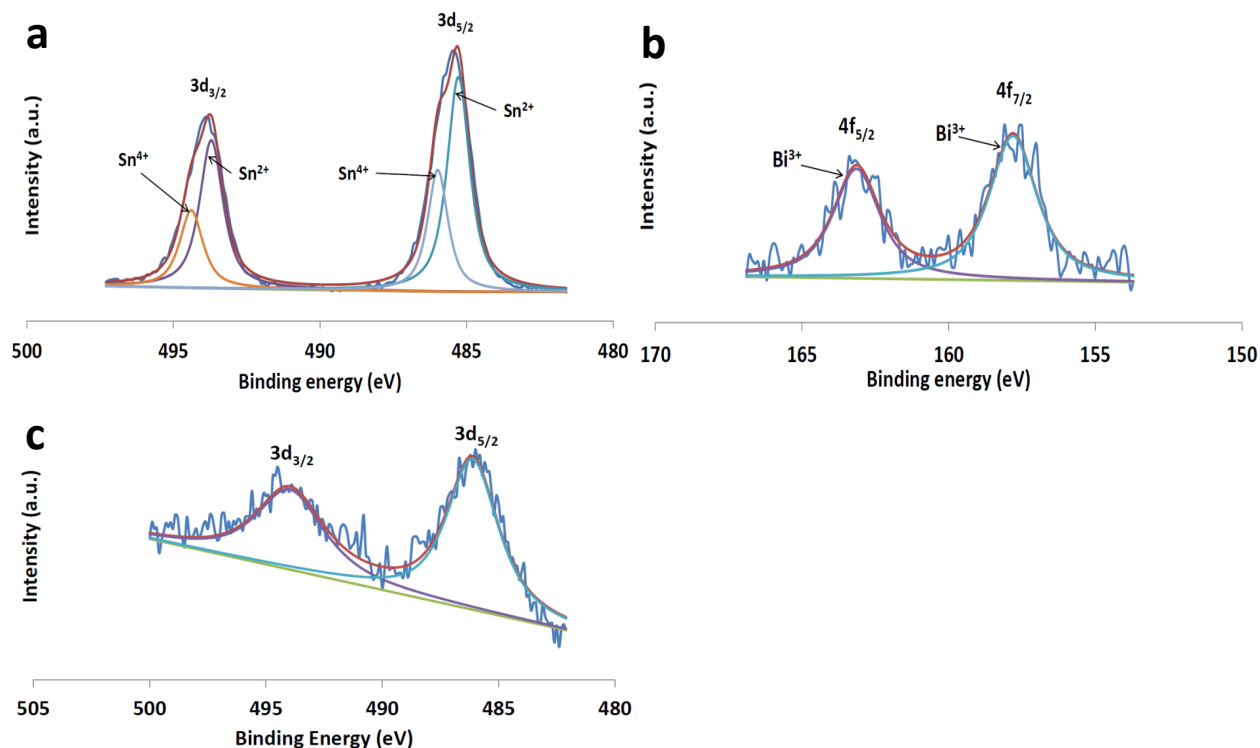 a
3d5/2
3d3/2
Sn2+
Sn4+
Sn2+
Sn4+
Intensity (a.u.)
500 495 490 485 480
Binding energy (eV)
b
4f7/2
4f5/2
Bi3+
Bi3+
Intensity (a.u.)
170 165 160 155 150
Binding energy (eV)
c
3d5/2
3d3/2
Intensity (a.u.)
505 500 495 490 485 480
Binding Energy (eV)